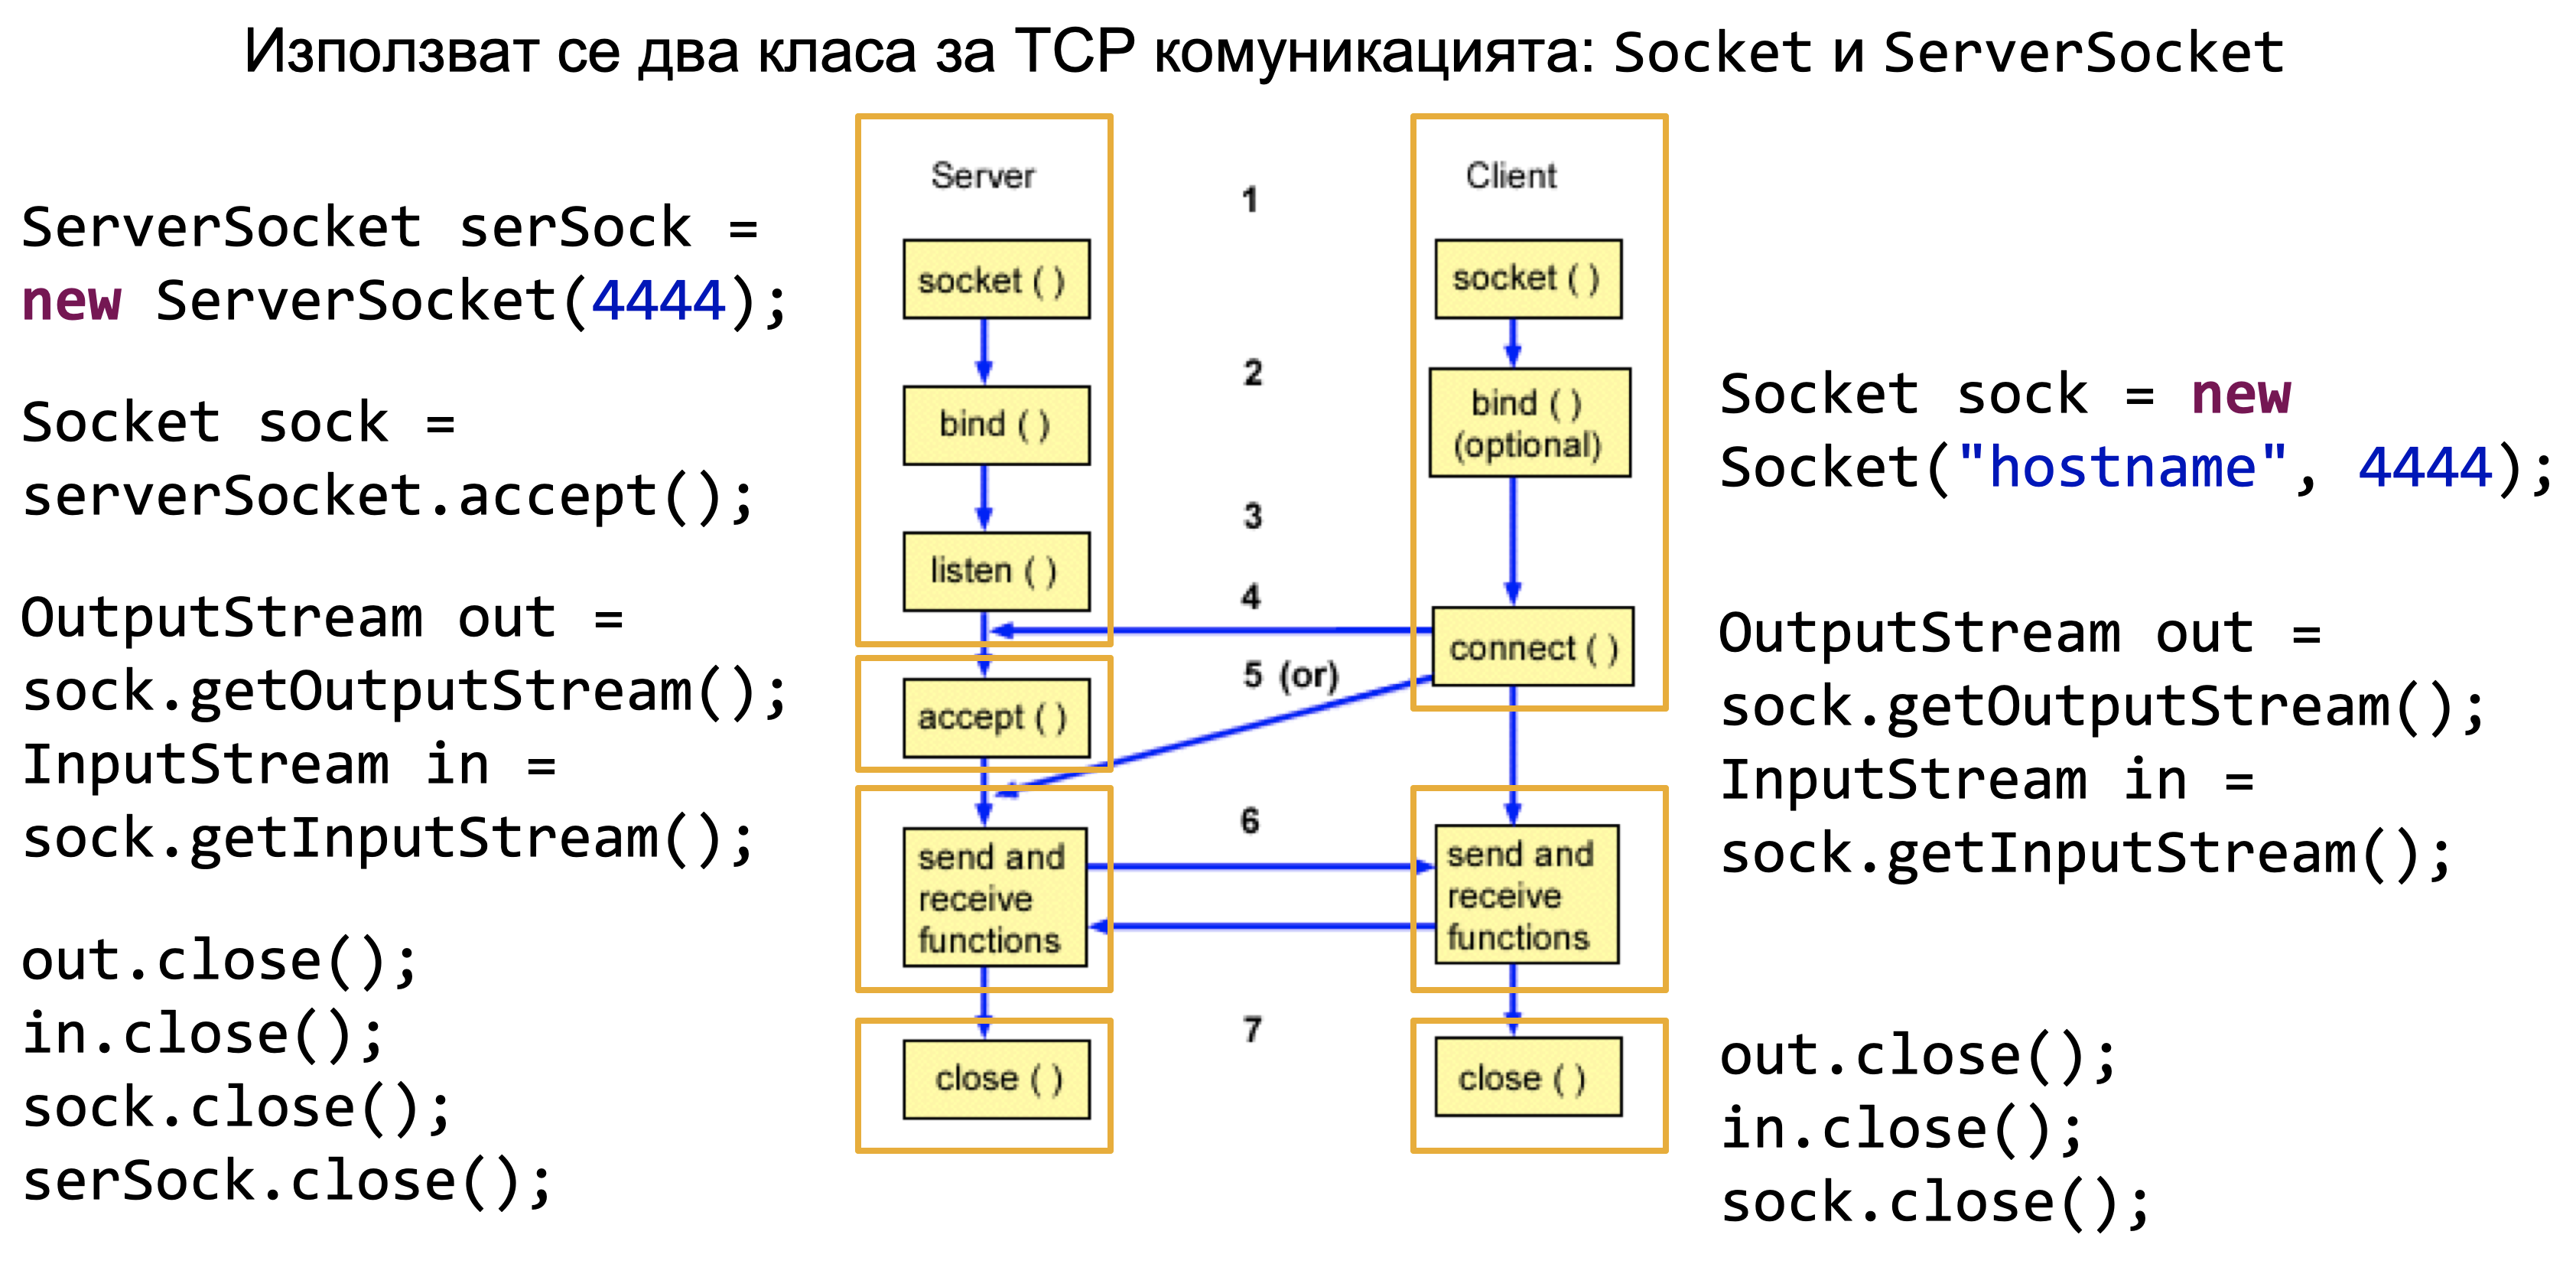 Използват се два класа за TCP комуникацията: Socket и ServerSocket
ServerSocket serSock =
new ServerSocket(4444);
Socket sock =
serverSocket.accept();
OutputStream out =
sock.getOutputStream();
InputStream in =
sock.getInputStream();
out.close();
in.close();
sock.close();
serSock.close();
Server
socket ( )
bind ( )
listen ( )
accept ( )
send and
receive
functions
close ( )
1
2
3
4
5 (or)
6
7
Client
socket ( )
bind ( )
(optional)
connect ( )
send and
receive
functions
close ( )
Socket sock = new
Socket("hostname", 4444);
OutputStream out =
sock.getOutputStream();
InputStream in =
sock.getInputStream();
out.close();
in.close();
sock.close();